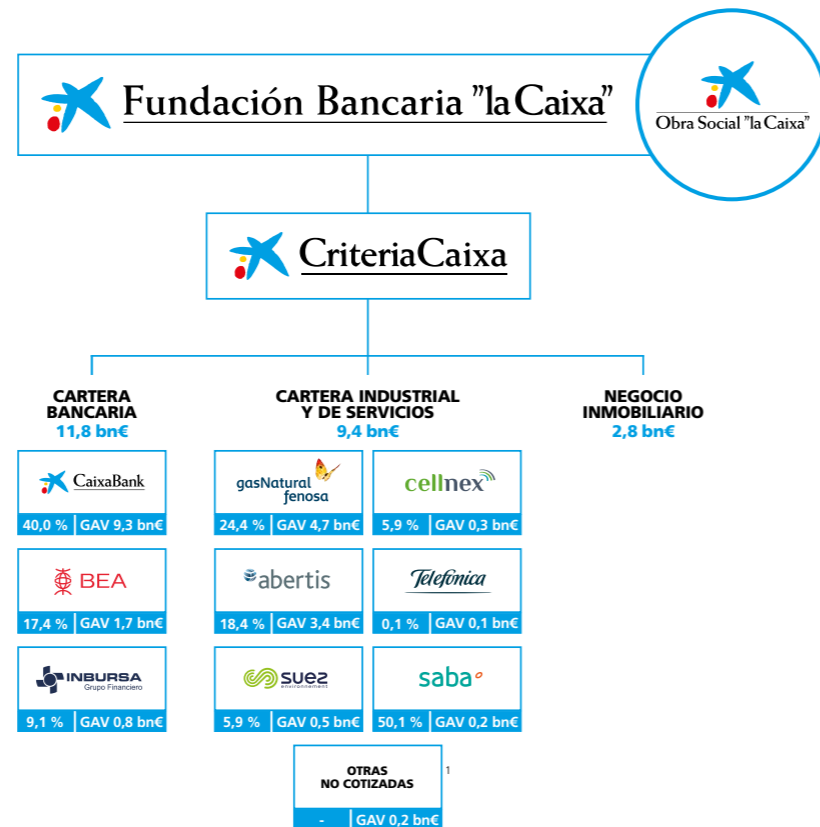 Fundación Bancaria "la Caixa"
Obra Social "la Caixa"
CriteriaCaixa
CARTERA
BANCARIA
11,8 bn€
CARTERA INDUSTRIAL
Y DE SERVICIOS
9,4 bn€
NEGOCIO
INMOBILIARIO
2,8 bn€
CaixaBank
40,0 % GAV 9,3 bn€
gasNatural
fenosa
24,4 % GAV 4,7 bn€
cellnex
5,9 % GAV 0,3 bn€
BEA
17,4 % GAV 1,7 bn€
abertis
18,4 % GAV 3,4 bn€
Telefónica
0,1 % GAV 0,1 bn€
INBURSA
Grupo Financiero
9,1 % GAV 0,8 bn€
suez
environnement
5,9 % GAV 0,5 bn€
saba
50,1 % GAV 0,2 bn€
OTRAS
NO COTIZADAS
1
- GAV 0,2 bn€